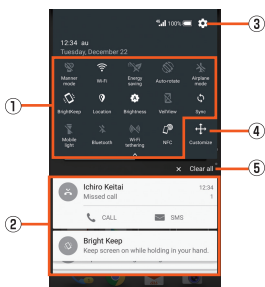 100%
③
12:34 au
Tuesday, December 22
Manner mode
Wi-Fi
Energy saving
Auto rotate
Airplane mode
①
BrightKeep
Location
Brightness
VeilView
Sync
④
Mobile light
Bluetooth
Wi-Fi tethering
NFC
Customize
× Clear all
⑤
Ichiro Keitai 12:34
Missed call 1
②
CALL
SMS
Bright Keep
Keep screen on while holding in your hand.